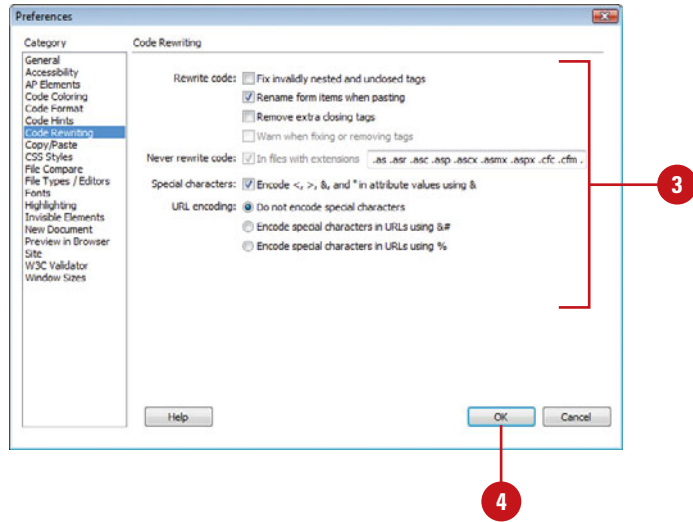 Preferences
Category
Code Rewriting
General
Accessibility
AP Elements
Code Coloring
Code Format
Code Hints
Code Rewriting
Copy/Paste
CSS Styles
File Compare
File Types / Editors
Fonts
Highlighting
Invisible Elements
New Document
Preview in Browser
Site
W3C Validator
Window Sizes
Rewrite code: Fix invalidly nested and unclosed tags
Rename form items when pasting
Remove extra closing tags
Warn when fixing or removing tags
Never rewrite code: In files with extensions .as .asr .asc .asp .ascx .asmx .aspx .cfc .cfm .
Special characters: Encode <, >, &, and " in attribute values using &
URL encoding: Do not encode special characters
Encode special characters in URLs using &#
Encode special characters in URLs using %
3
Help OK Cancel
4